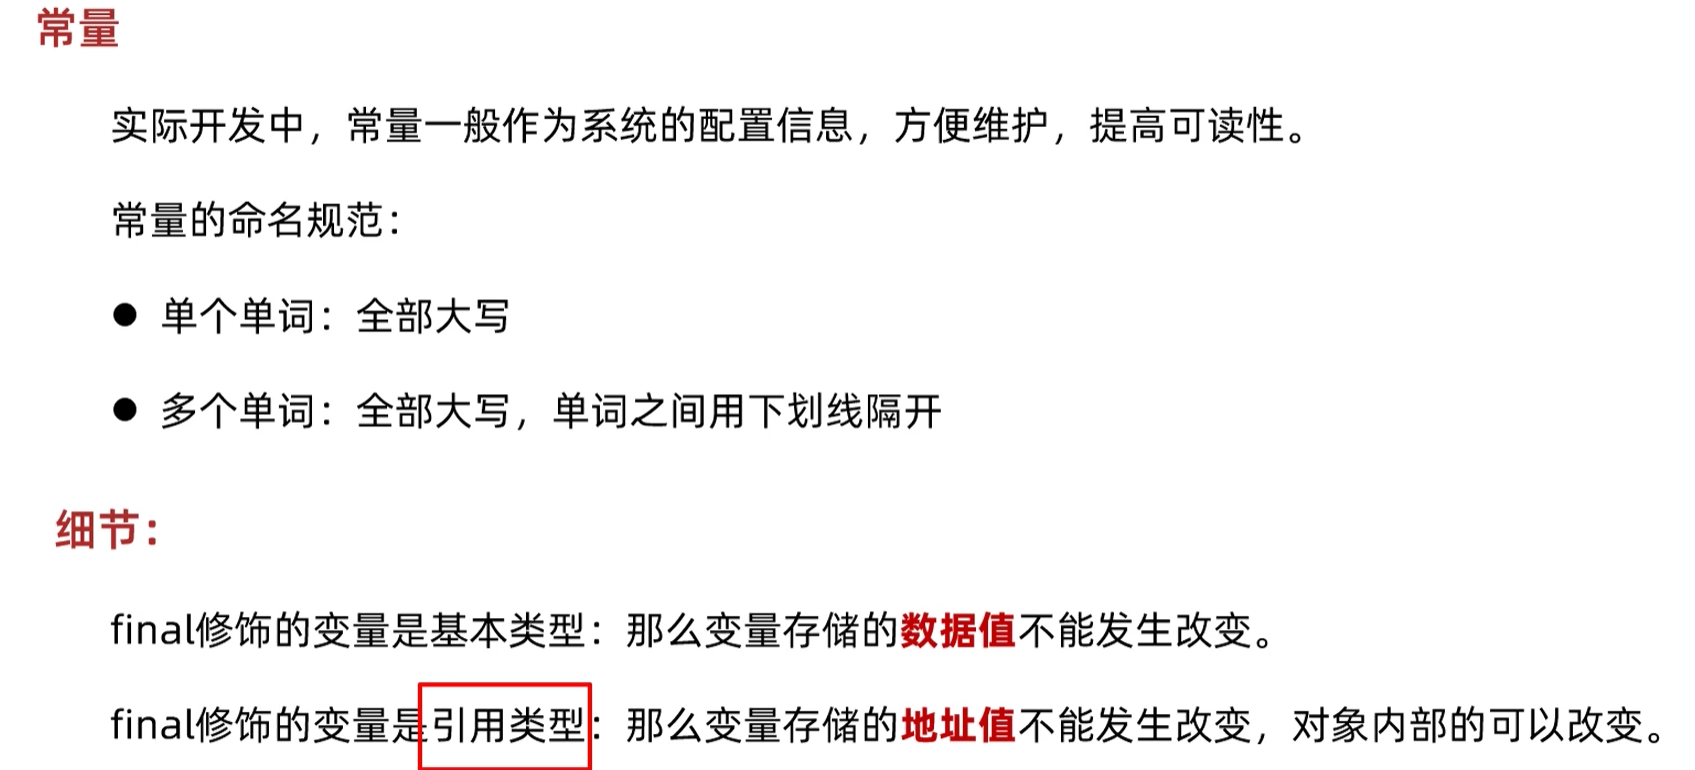 常量
实际开发中，常量一般作为系统的配置信息，方便维护，提高可读性。
常量的命名规范：
● 单个单词：全部大写
● 多个单词：全部大写，单词之间用下划线隔开
细节：
final修饰的变量是基本类型：那么变量存储的数据值不能发生改变。
final修饰的变量是引用类型：那么变量存储的地址值不能发生改变，对象内部的可以改变。